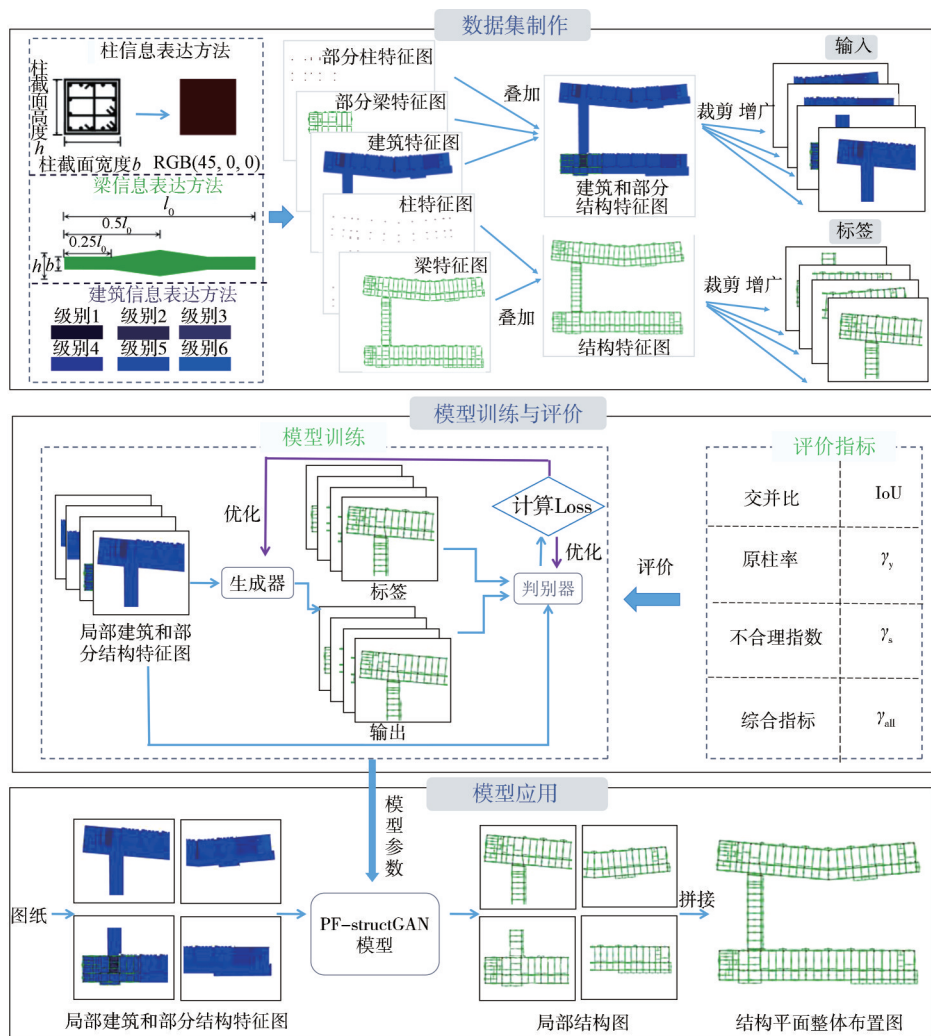 数据集制作
柱信息表达方法
柱截面高度h
柱截面宽度b RGB(45, 0, 0)
梁信息表达方法
l₀
0.5l₀
0.25l₀
h b
建筑信息表达方法
级别1 级别2 级别3
级别4 级别5 级别6
部分柱特征图
部分梁特征图
建筑特征图
柱特征图
梁特征图
叠加
叠加
建筑和部分
结构特征图
结构特征图
裁剪 增广
裁剪 增广
输入
标签
模型训练与评价
模型训练
优化
计算Loss
优化
生成器
标签
判别器
局部建筑和部
分结构特征图
输出
评价
评价指标
交并比 IoU
原柱率 γy
不合理指数 γs
综合指标 γall
模型应用
模型参数
图纸
PF-structGAN
模型
拼接
局部建筑和部分结构特征图
局部结构图
结构平面整体布置图